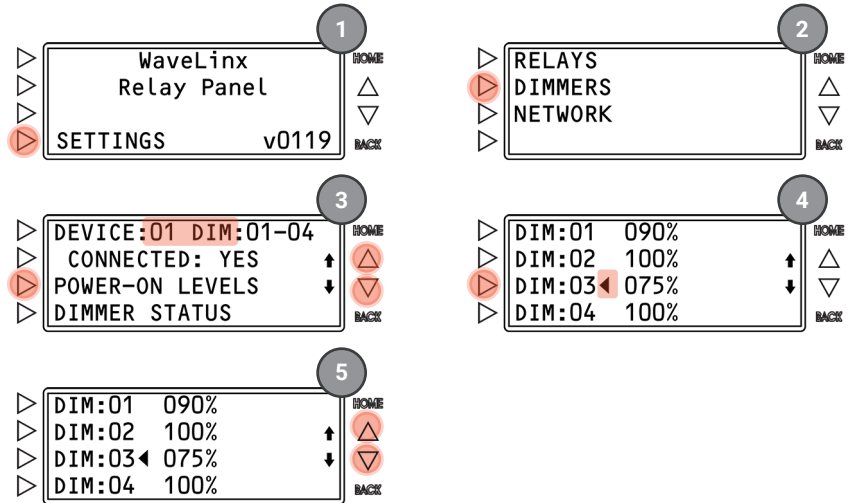 1
WaveLinx
Relay Panel
SETTINGS v0119
HOME
BACK
2
RELAYS
DIMMERS
NETWORK
HOME
BACK
3
DEVICE:01 DIM:01-04
CONNECTED: YES
POWER-ON LEVELS
DIMMER STATUS
HOME
BACK
4
DIM:01 090%
DIM:02 100%
DIM:03 075%
DIM:04 100%
HOME
BACK
5
DIM:01 090%
DIM:02 100%
DIM:03 075%
DIM:04 100%
HOME
BACK